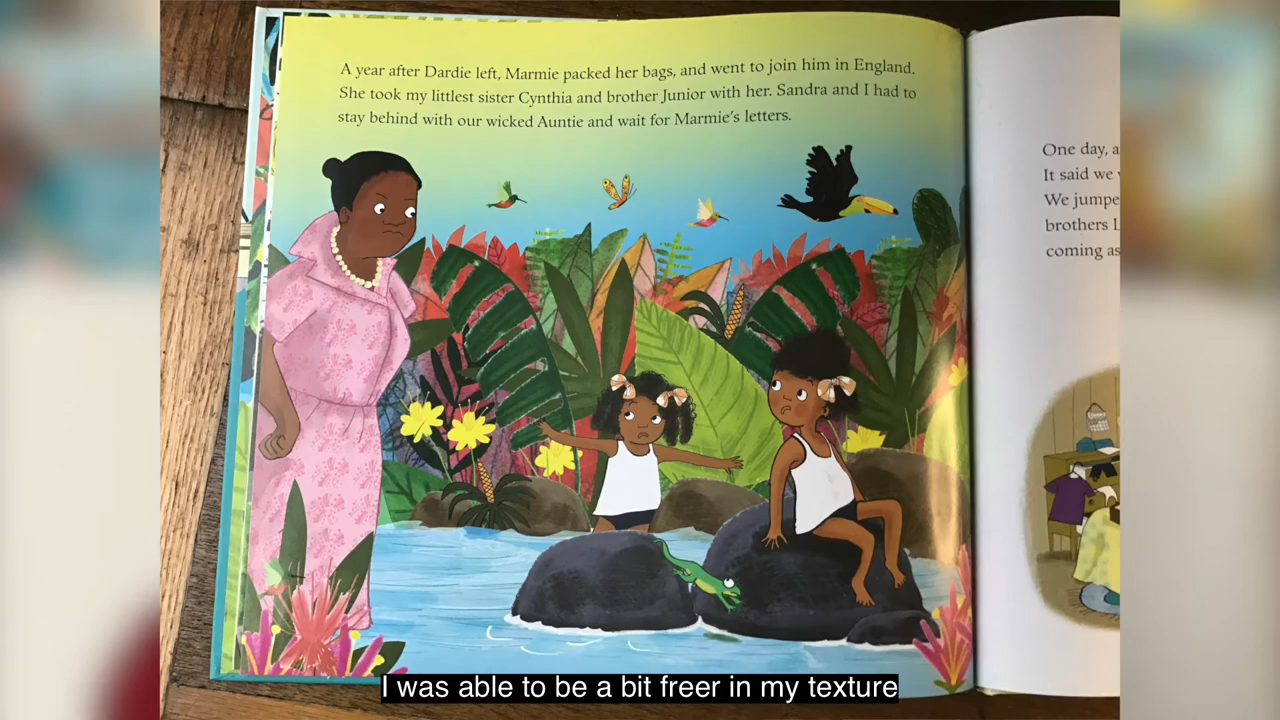 A year after Dardie left, Marmie packed her bags, and went to join him in England.
She took my littlest sister Cynthia and brother Junior with her. Sandra and I had to
stay behind with our wicked Auntie and wait for Marmie's letters.
One day, a
It said we
We jumpe
brothers L
coming as
I was able to be a bit freer in my texture